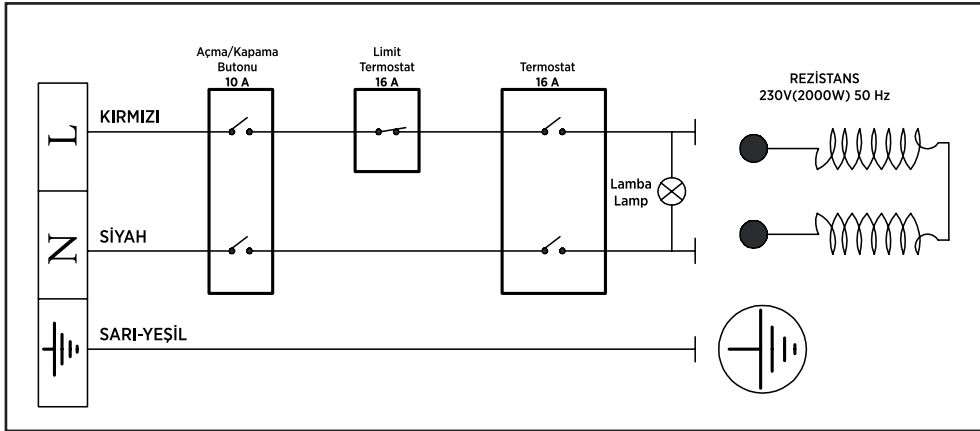 Açma/Kapama
Butonu
10 A
Limit
Termostat
16 A
Termostat
16 A
REZİSTANS
230V(2000W) 50 Hz
L
KIRMIZI
Lamba
Lamp
N
SİYAH
SARI-YEŞİL